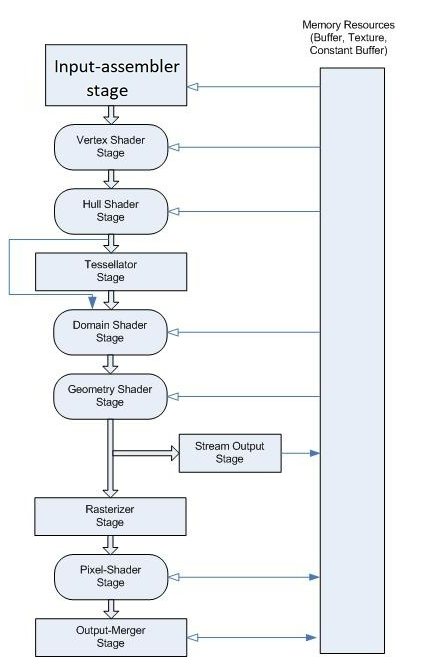 Memory Resources
(Buffer, Texture,
Constant Buffer)
Input-assembler
stage
Vertex Shader
Stage
Hull Shader
Stage
Tessellator
Stage
Domain Shader
Stage
Geometry Shader
Stage
Stream Output
Stage
Rasterizer
Stage
Pixel-Shader
Stage
Output-Merger
Stage